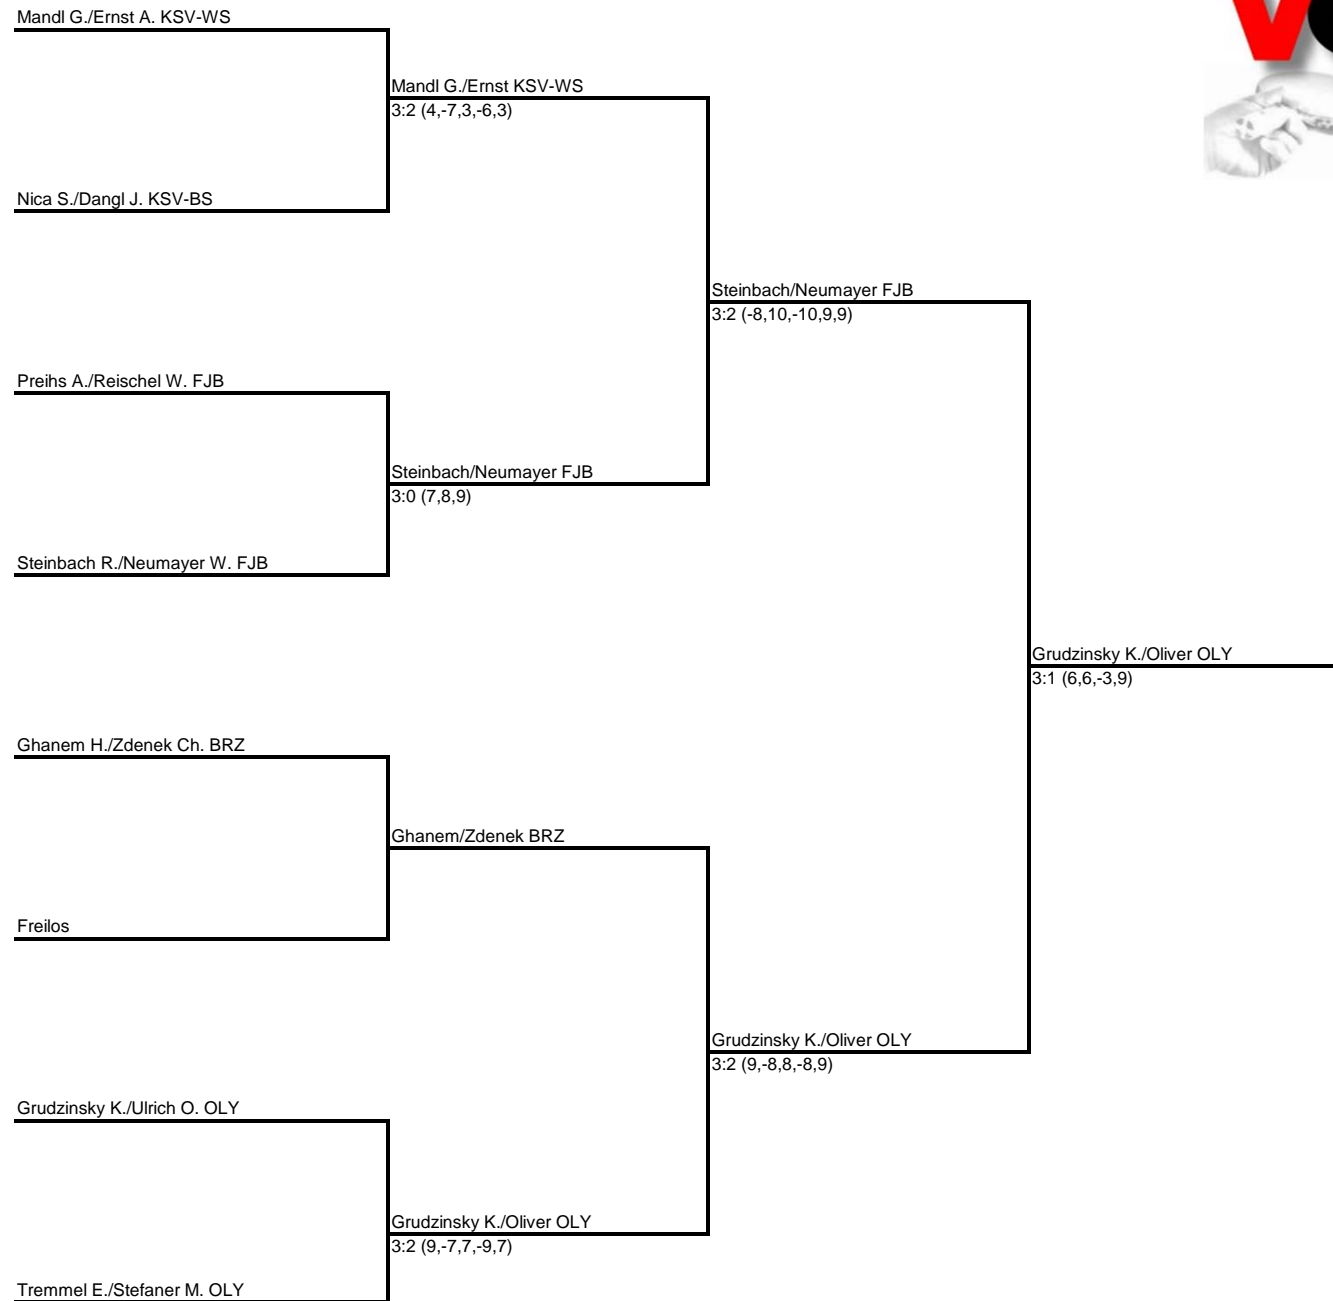 Mandl G./Ernst A. KSV-WS
Mandl G./Ernst KSV-WS
3:2 (4,-7,3,-6,3)
Nica S./Dangl J. KSV-BS
Steinbach/Neumayer FJB
3:2 (-8,10,-10,9,9)
Preihs A./Reischel W. FJB
Steinbach/Neumayer FJB
3:0 (7,8,9)
Steinbach R./Neumayer W. FJB
Grudzinsky K./Oliver OLY
3:1 (6,6,-3,9)
Ghanem H./Zdenek Ch. BRZ
Ghanem/Zdenek BRZ
Freilos
Grudzinsky K./Oliver OLY
3:2 (9,-8,8,-8,9)
Grudzinsky K./Ulrich O. OLY
Grudzinsky K./Oliver OLY
3:2 (9,-7,7,-9,7)
Tremmel E./Stefaner M. OLY